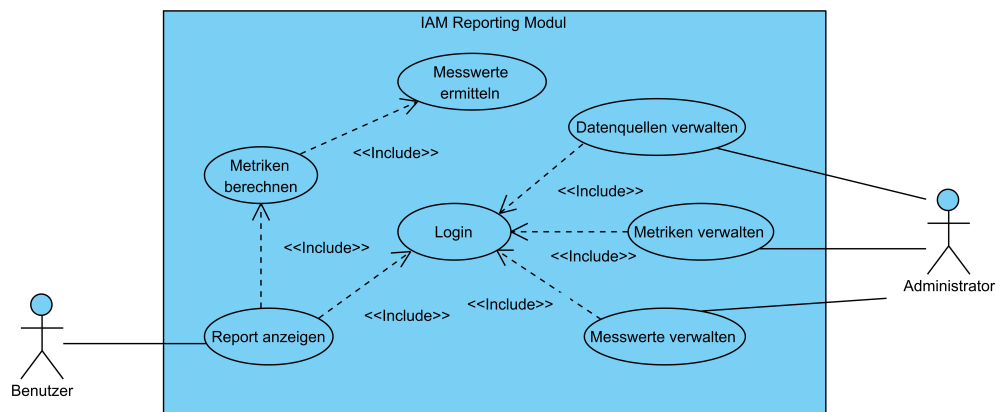 IAM Reporting Modul
Messwerte
ermitteln
Datenquellen verwalten
<<Include>>
Metriken
berechnen
<<Include>>
Login
Metriken verwalten
<<Include>>
<<Include>>
Administrator
<<Include>>
<<Include>>
Report anzeigen
Messwerte verwalten
Benutzer